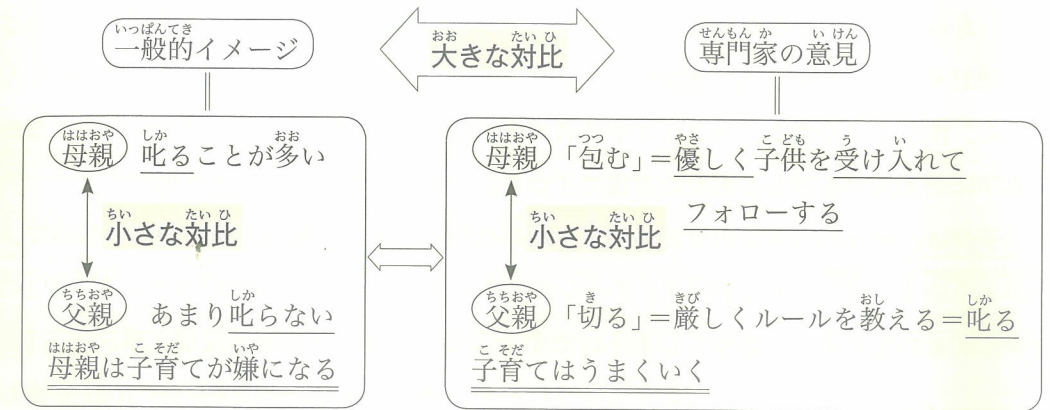 一般的イメージ
大きな対比
専門家の意見
母親 叱ることが多い
小さな対比
父親 あまり叱らない
母親は子育てが嫌になる
母親 「包む」＝優しく子供を受け入れて
フォローする
小さな対比
父親 「切る」＝厳しくルールを教える＝叱る
子育てはうまくいく